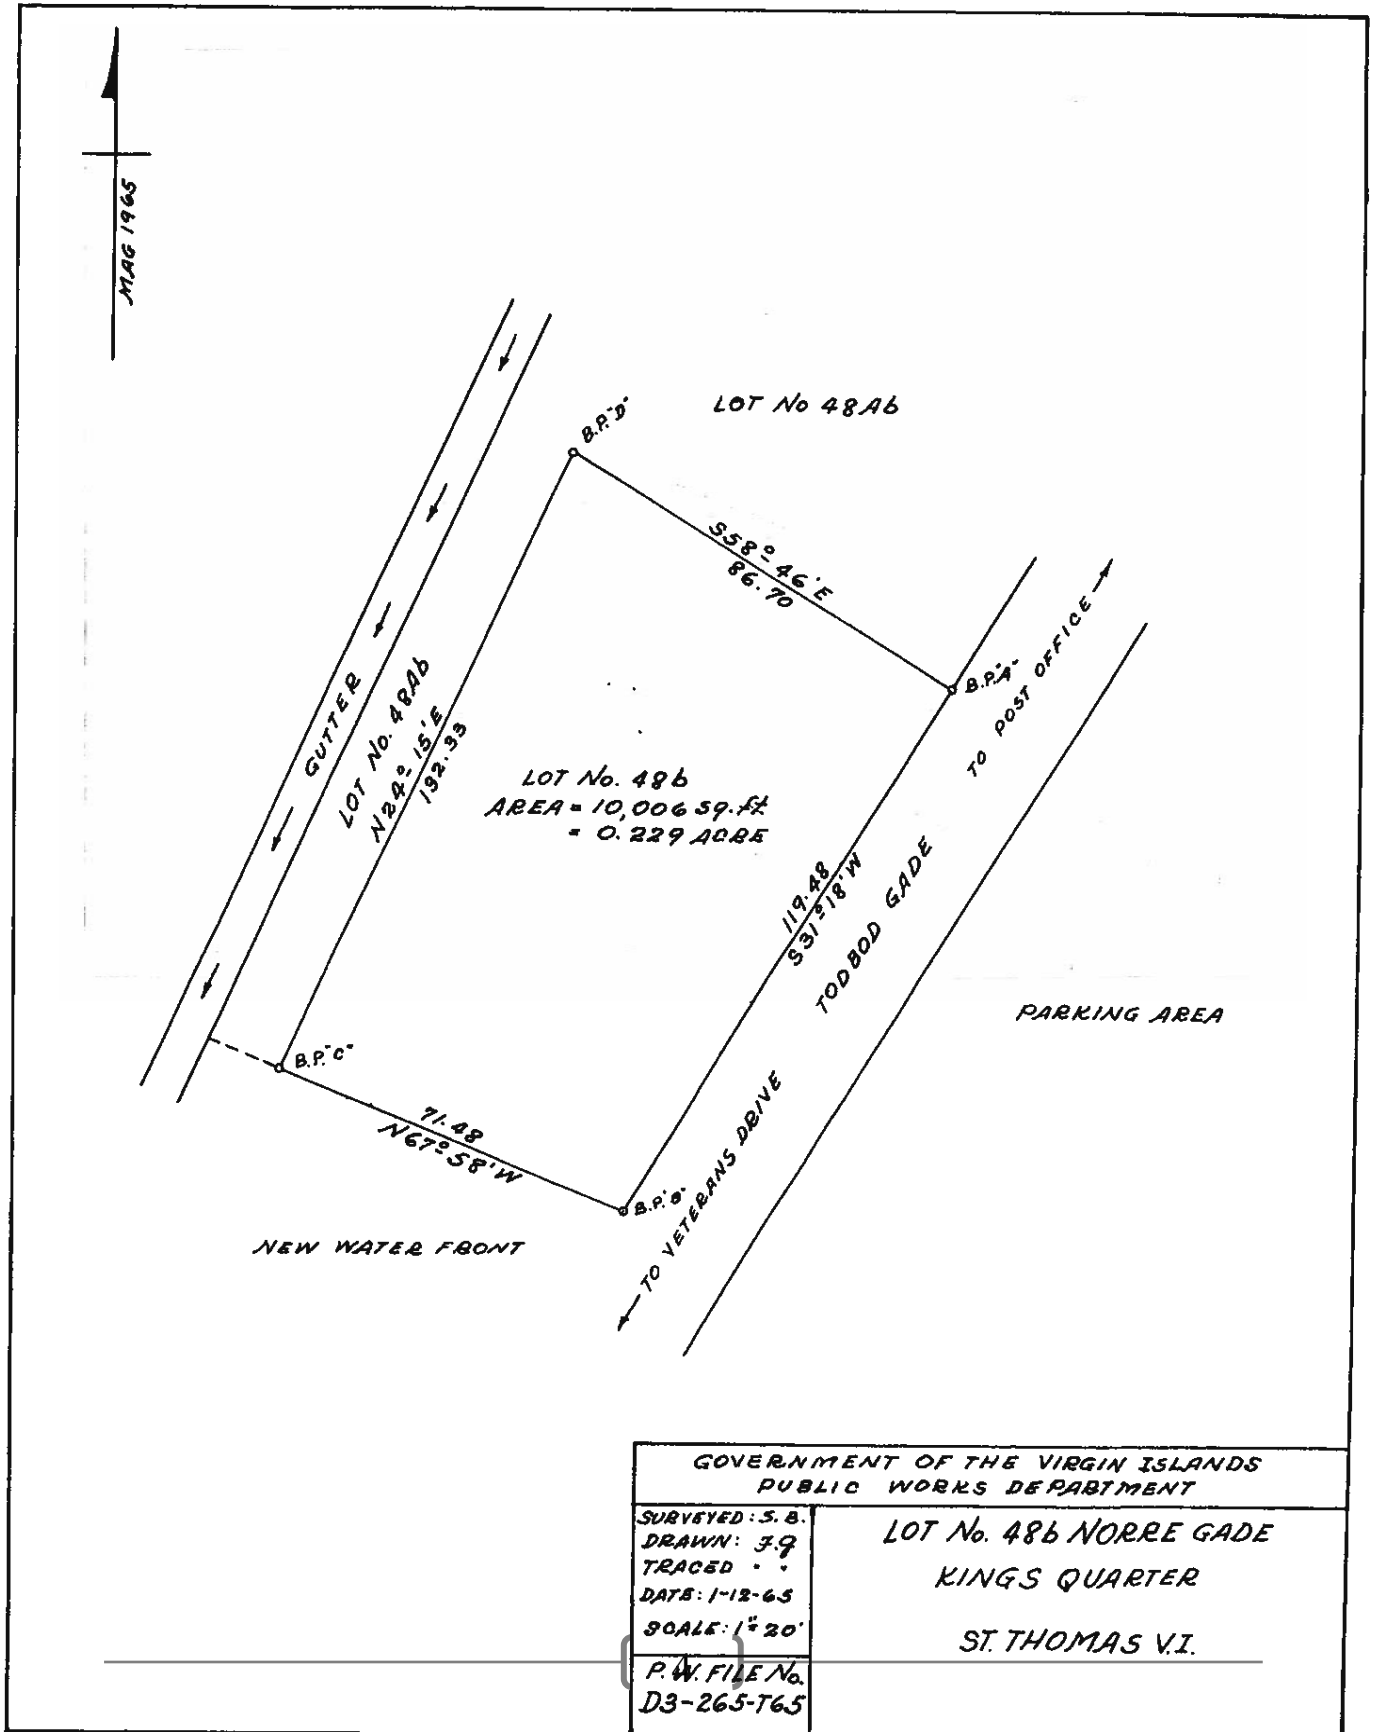 MAG 1965
LOT No 48Ab
B.P."D"
S58° 46'E
86.70
B.P."A"
TO POST OFFICE
GUTTER
LOT No. 48Ab
N24° 15'E
132.33
LOT No. 48b
AREA = 10,006 sq. ft
= 0.229 ACRE
119.48
S31° 18'W
TODBOD GADE
PARKING AREA
B.P."C"
71.48
N67° 58'W
B.P."B"
TO VETERANS DRIVE
NEW WATER FRONT
GOVERNMENT OF THE VIRGIN ISLANDS
PUBLIC WORKS DEPARTMENT
SURVEYED: S. B.
DRAWN: J.G
TRACED " "
DATE: 1-12-65
SCALE: 1"=20'
P.W. FILE No.
D3-265-T65
LOT No. 48b NORRE GADE
KINGS QUARTER
ST. THOMAS V.I.
4